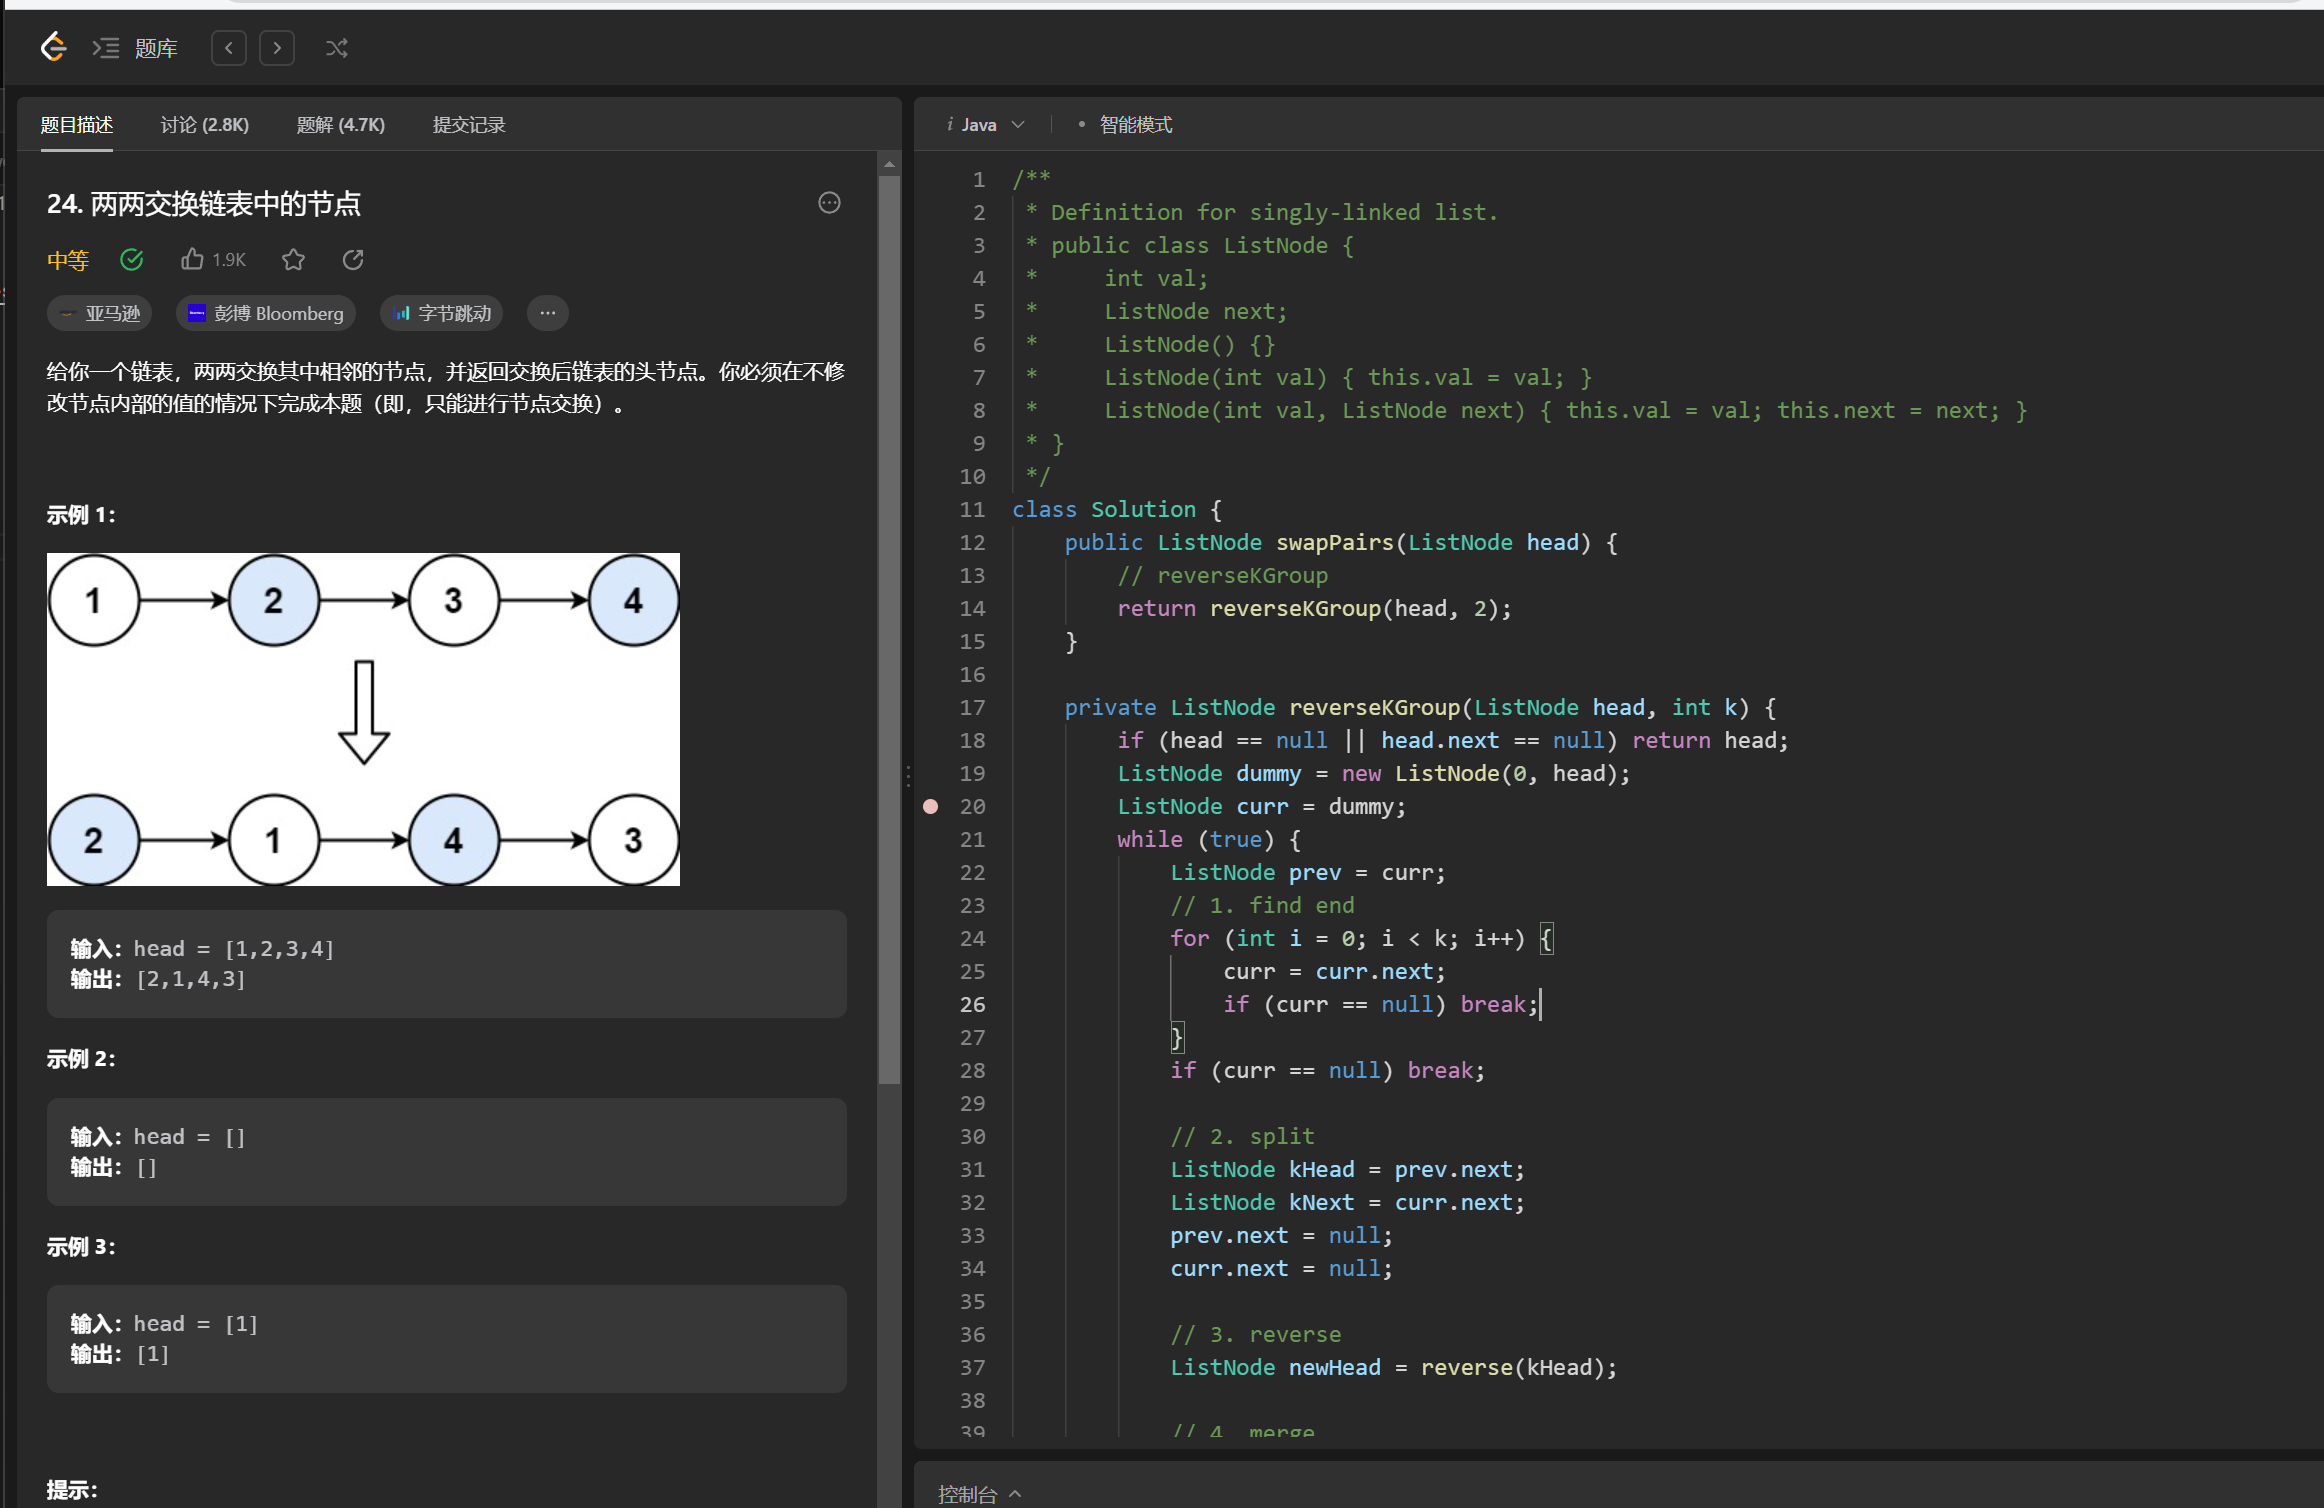 题库
题目描述 讨论 (2.8K) 题解 (4.7K) 提交记录
24. 两两交换链表中的节点
中等 1.9K
亚马逊 彭博 Bloomberg 字节跳动 ...
给你一个链表，两两交换其中相邻的节点，并返回交换后链表的头节点。你必须在不修
改节点内部的值的情况下完成本题（即，只能进行节点交换）。
示例 1：
1 2 3 4
2 1 4 3
输入：head = [1,2,3,4]
输出：[2,1,4,3]
示例 2：
输入：head = []
输出：[]
示例 3：
输入：head = [1]
输出：[1]
提示：
i Java • 智能模式
1 /**
2 * Definition for singly-linked list.
3 * public class ListNode {
4 * int val;
5 * ListNode next;
6 * ListNode() {}
7 * ListNode(int val) { this.val = val; }
8 * ListNode(int val, ListNode next) { this.val = val; this.next = next; }
9 * }
10 */
11 class Solution {
12 public ListNode swapPairs(ListNode head) {
13 // reverseKGroup
14 return reverseKGroup(head, 2);
15 }
16
17 private ListNode reverseKGroup(ListNode head, int k) {
18 if (head == null || head.next == null) return head;
19 ListNode dummy = new ListNode(0, head);
20 ListNode curr = dummy;
21 while (true) {
22 ListNode prev = curr;
23 // 1. find end
24 for (int i = 0; i < k; i++) {
25 curr = curr.next;
26 if (curr == null) break;
27 }
28 if (curr == null) break;
29
30 // 2. split
31 ListNode kHead = prev.next;
32 ListNode kNext = curr.next;
33 prev.next = null;
34 curr.next = null;
35
36 // 3. reverse
37 ListNode newHead = reverse(kHead);
38
39 // 4. merge
控制台